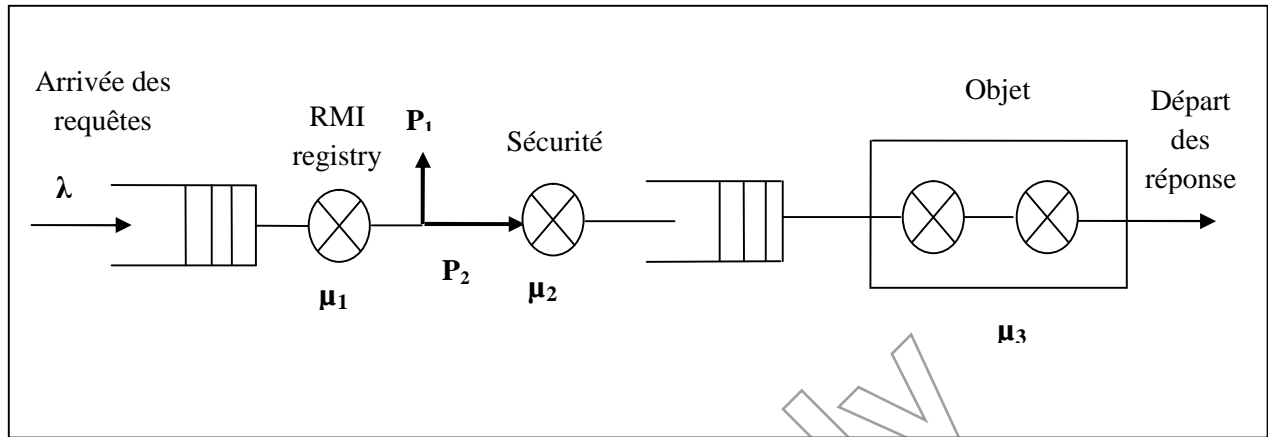 Arrivée des
requêtes
λ
RMI
registry
P₁
P₂
µ₁
Sécurité
µ₂
Objet
µ₃
Départ
des
réponse